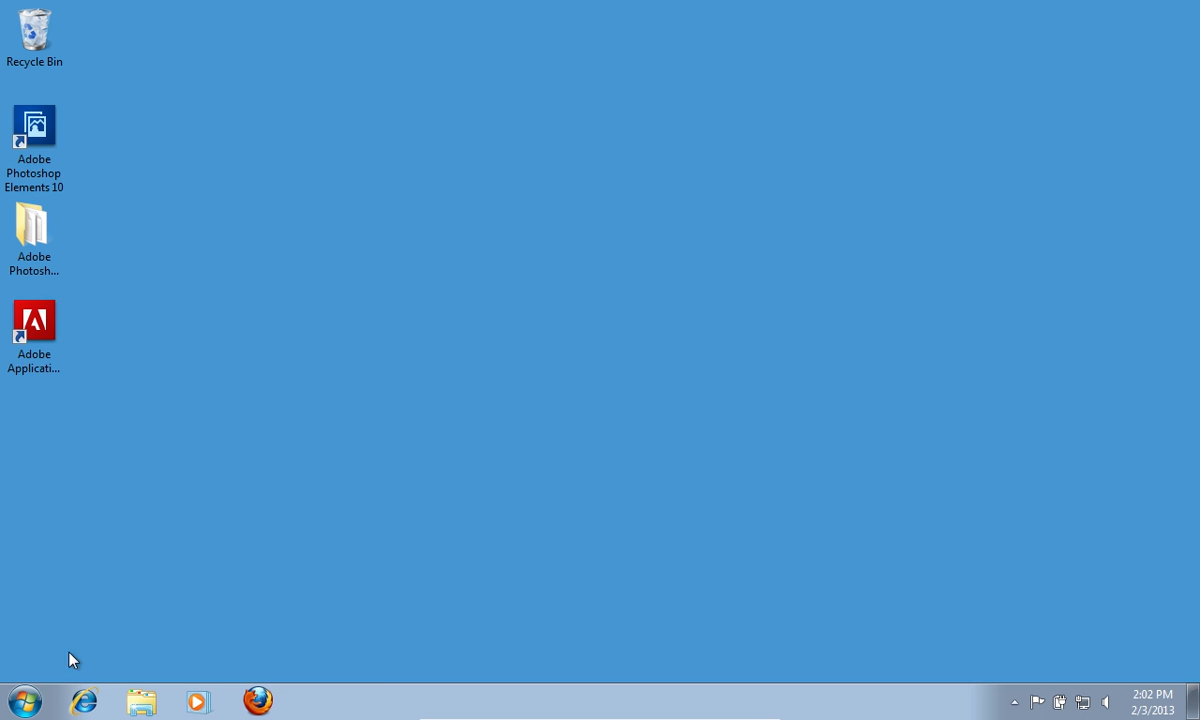 Recycle Bin
Adobe
Photoshop
Elements 10
Adobe
Photosh...
Adobe
Applicati...
2:02 PM
2/3/2013